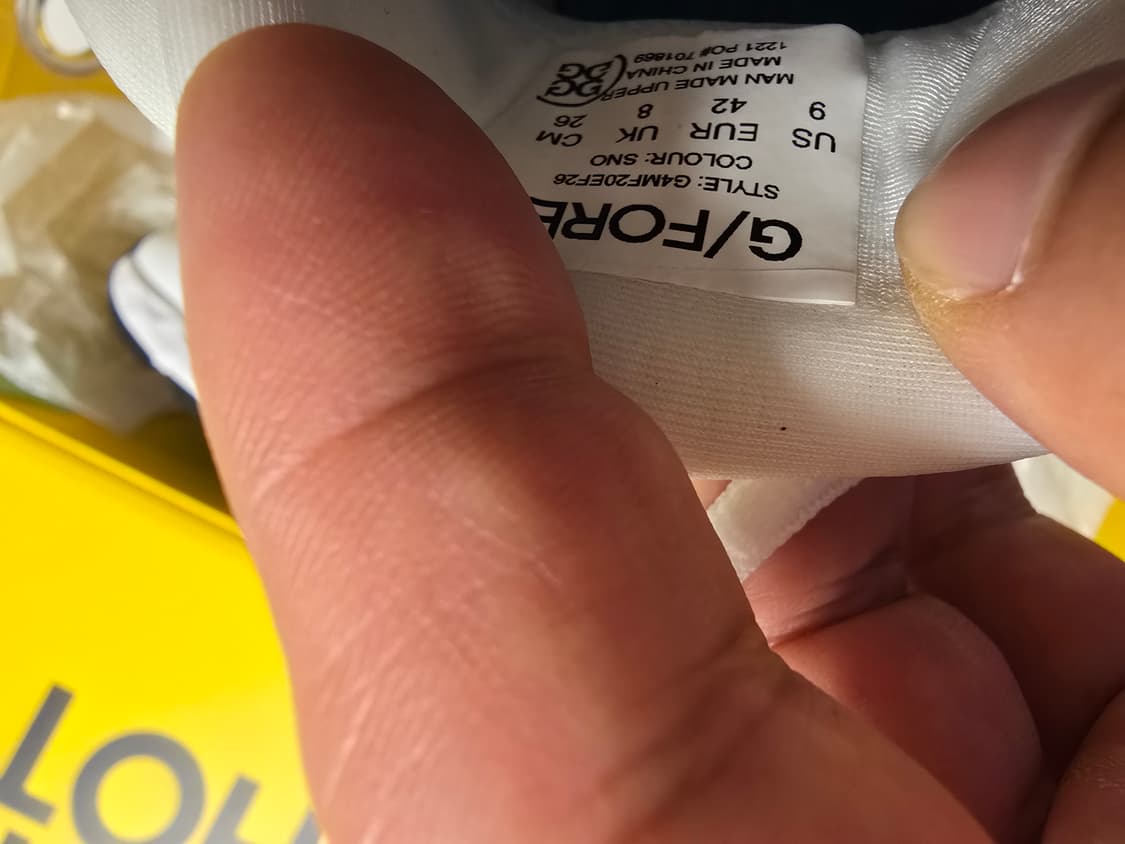 G/FORE
STYLE: G4MF20EF26
COLOUR: SNO
US EUR UK CM
9 42 8 26
MAN MADE UPPER
MADE IN CHINA
1221 PO# 701869